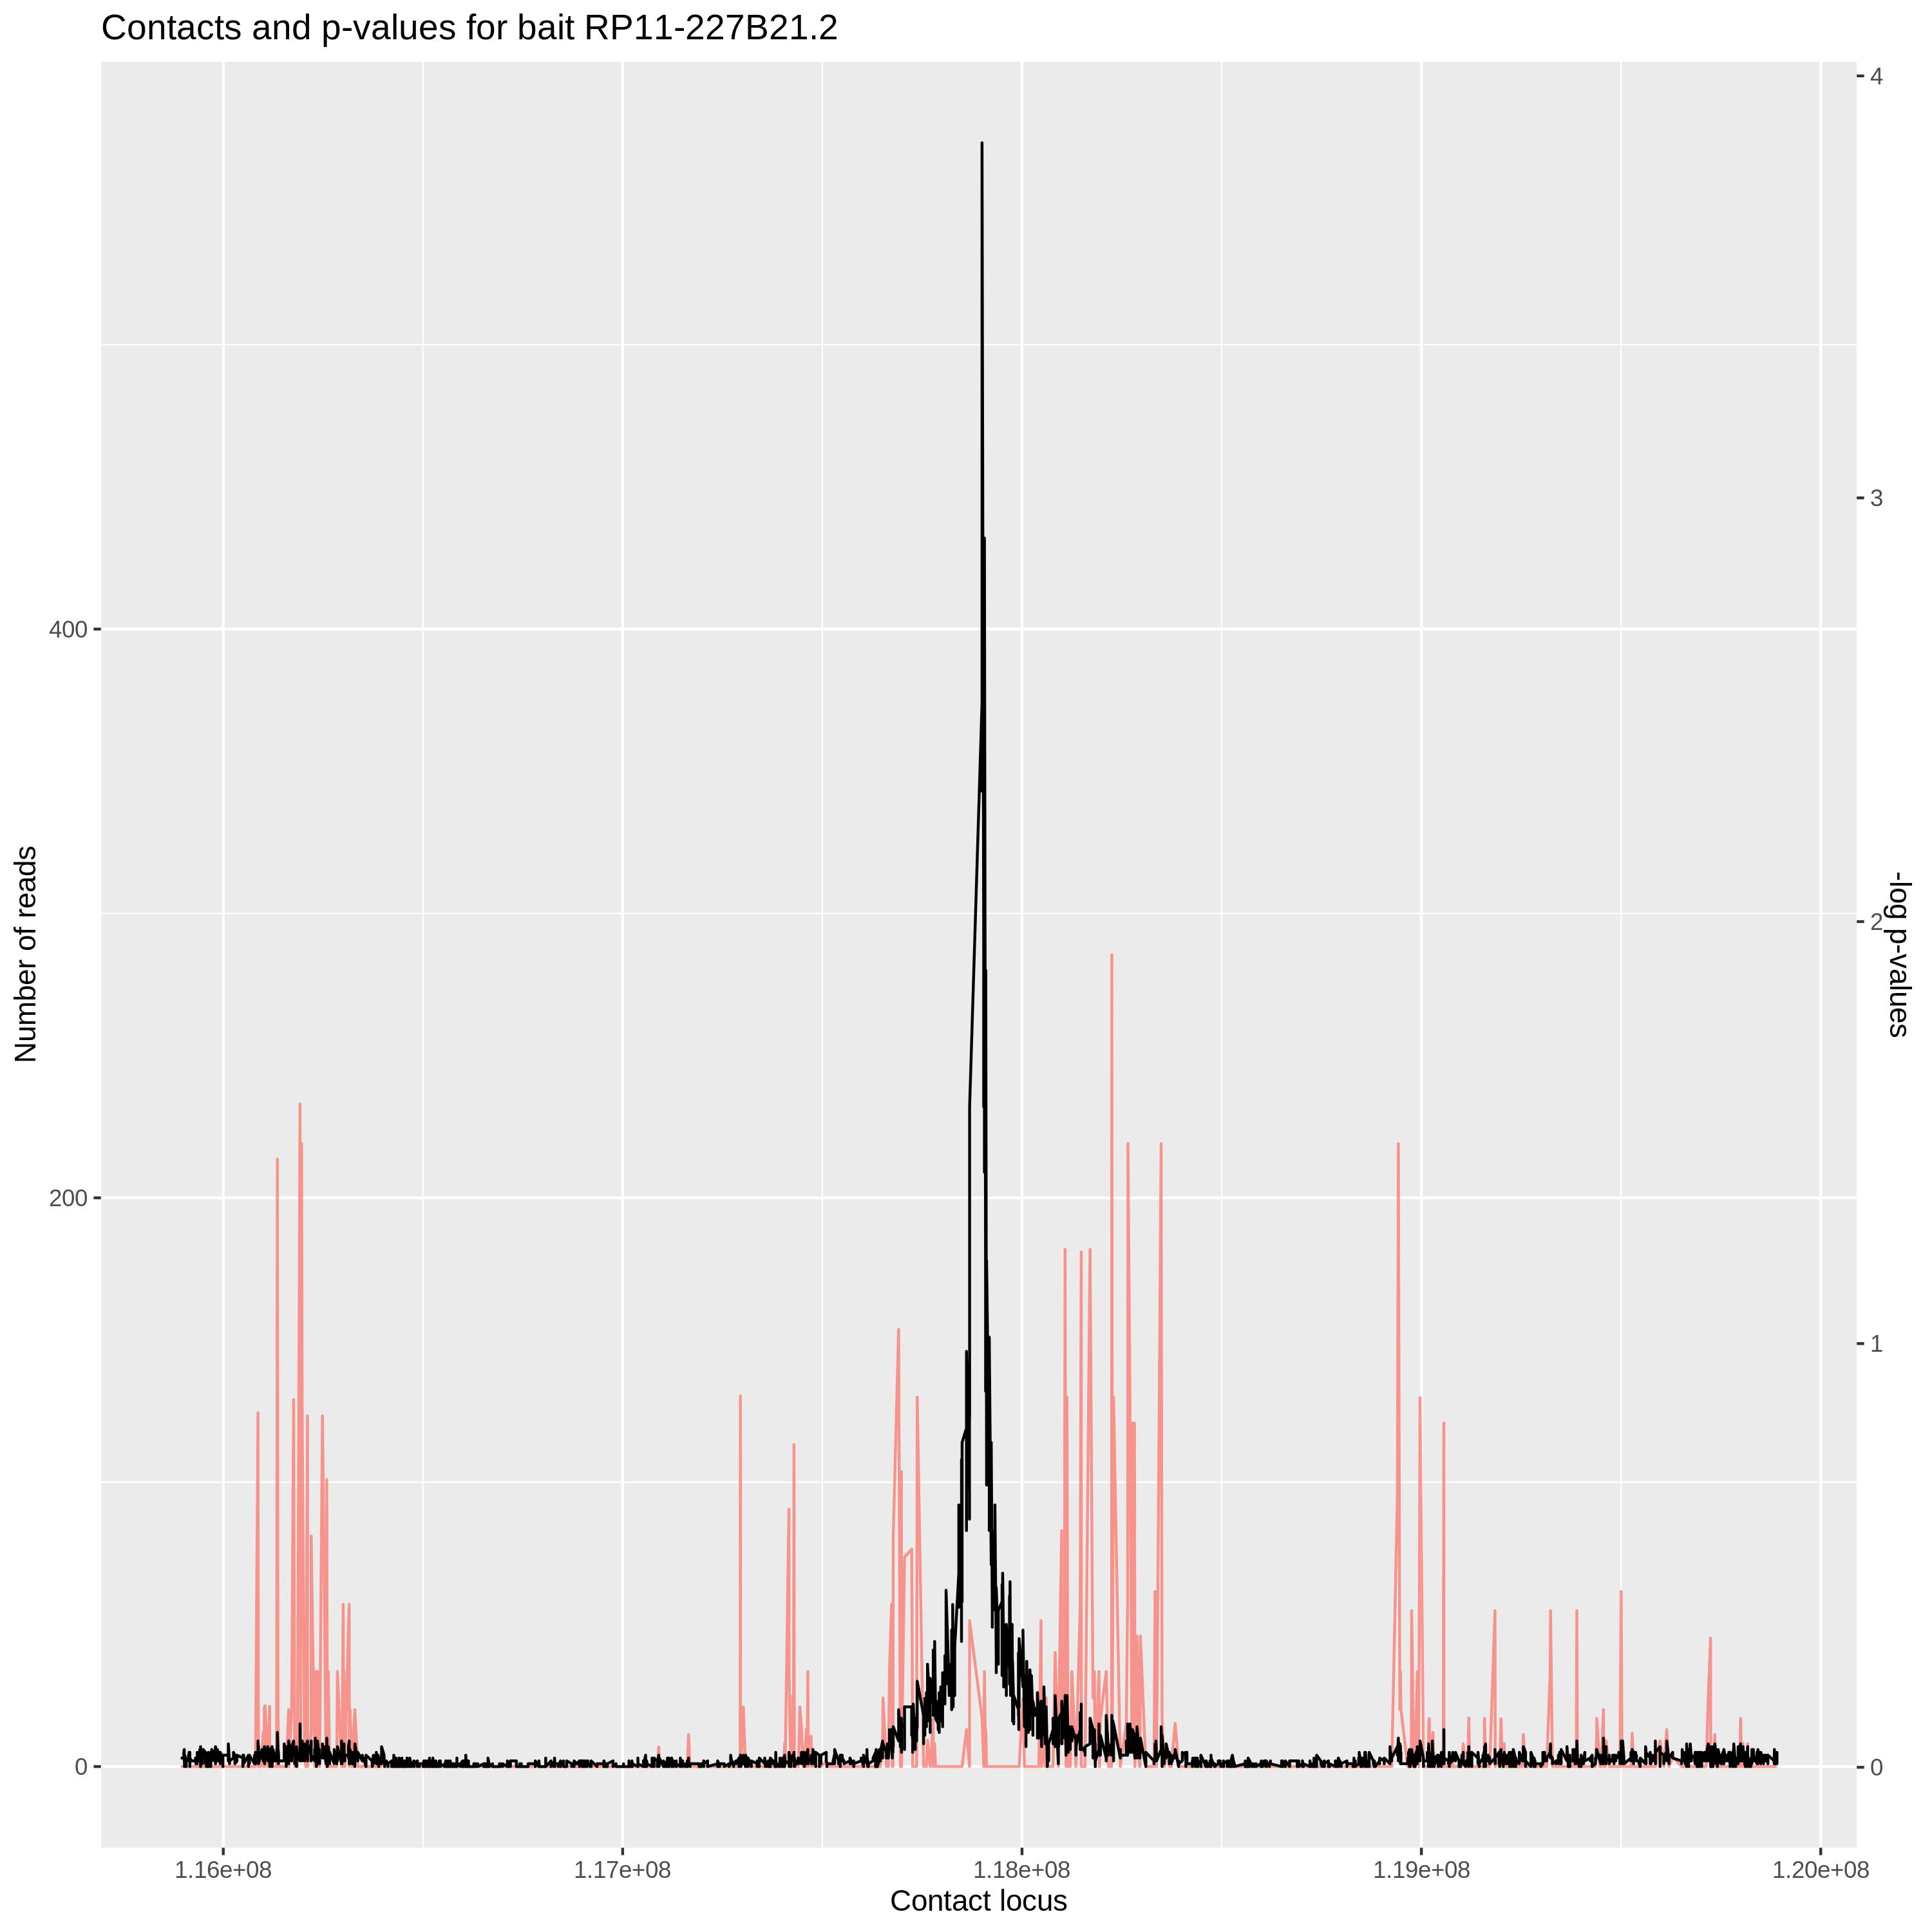 Contacts and p-values for bait RP11-227B21.2
4
3
400
Number of reads
2
-log p-values
200
1
0
0
1.16e+08
1.17e+08
1.18e+08
1.19e+08
1.20e+08
Contact locus